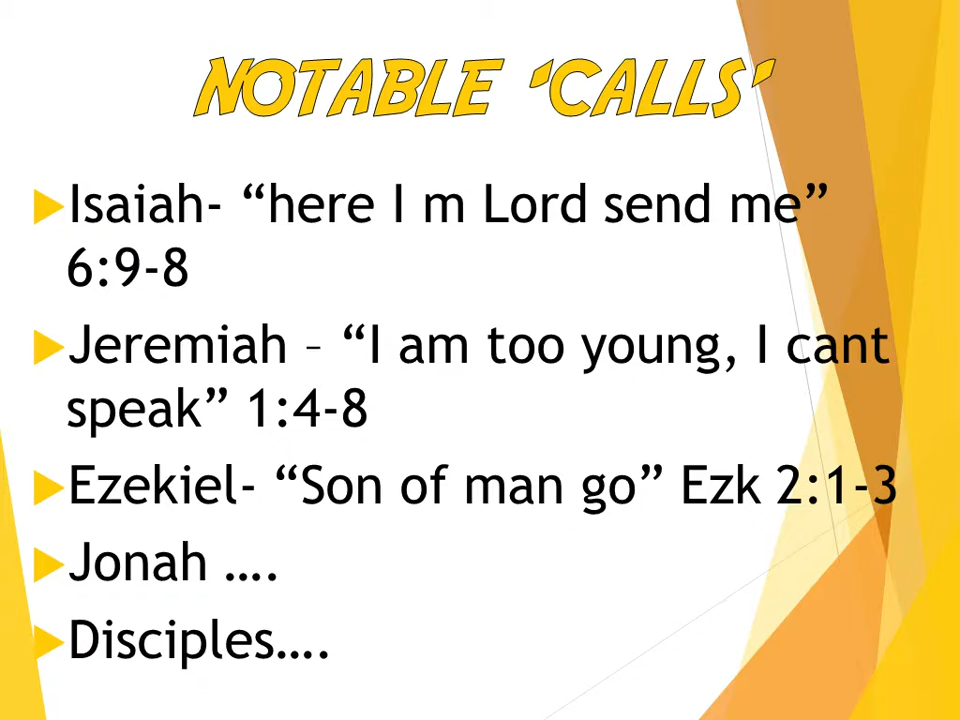 NOTABLE ‘CALLS’
Isaiah- “here I m Lord send me”
6:9-8
Jeremiah – “I am too young, I cant
speak” 1:4-8
Ezekiel- “Son of man go” Ezk 2:1-3
Jonah ….
Disciples….